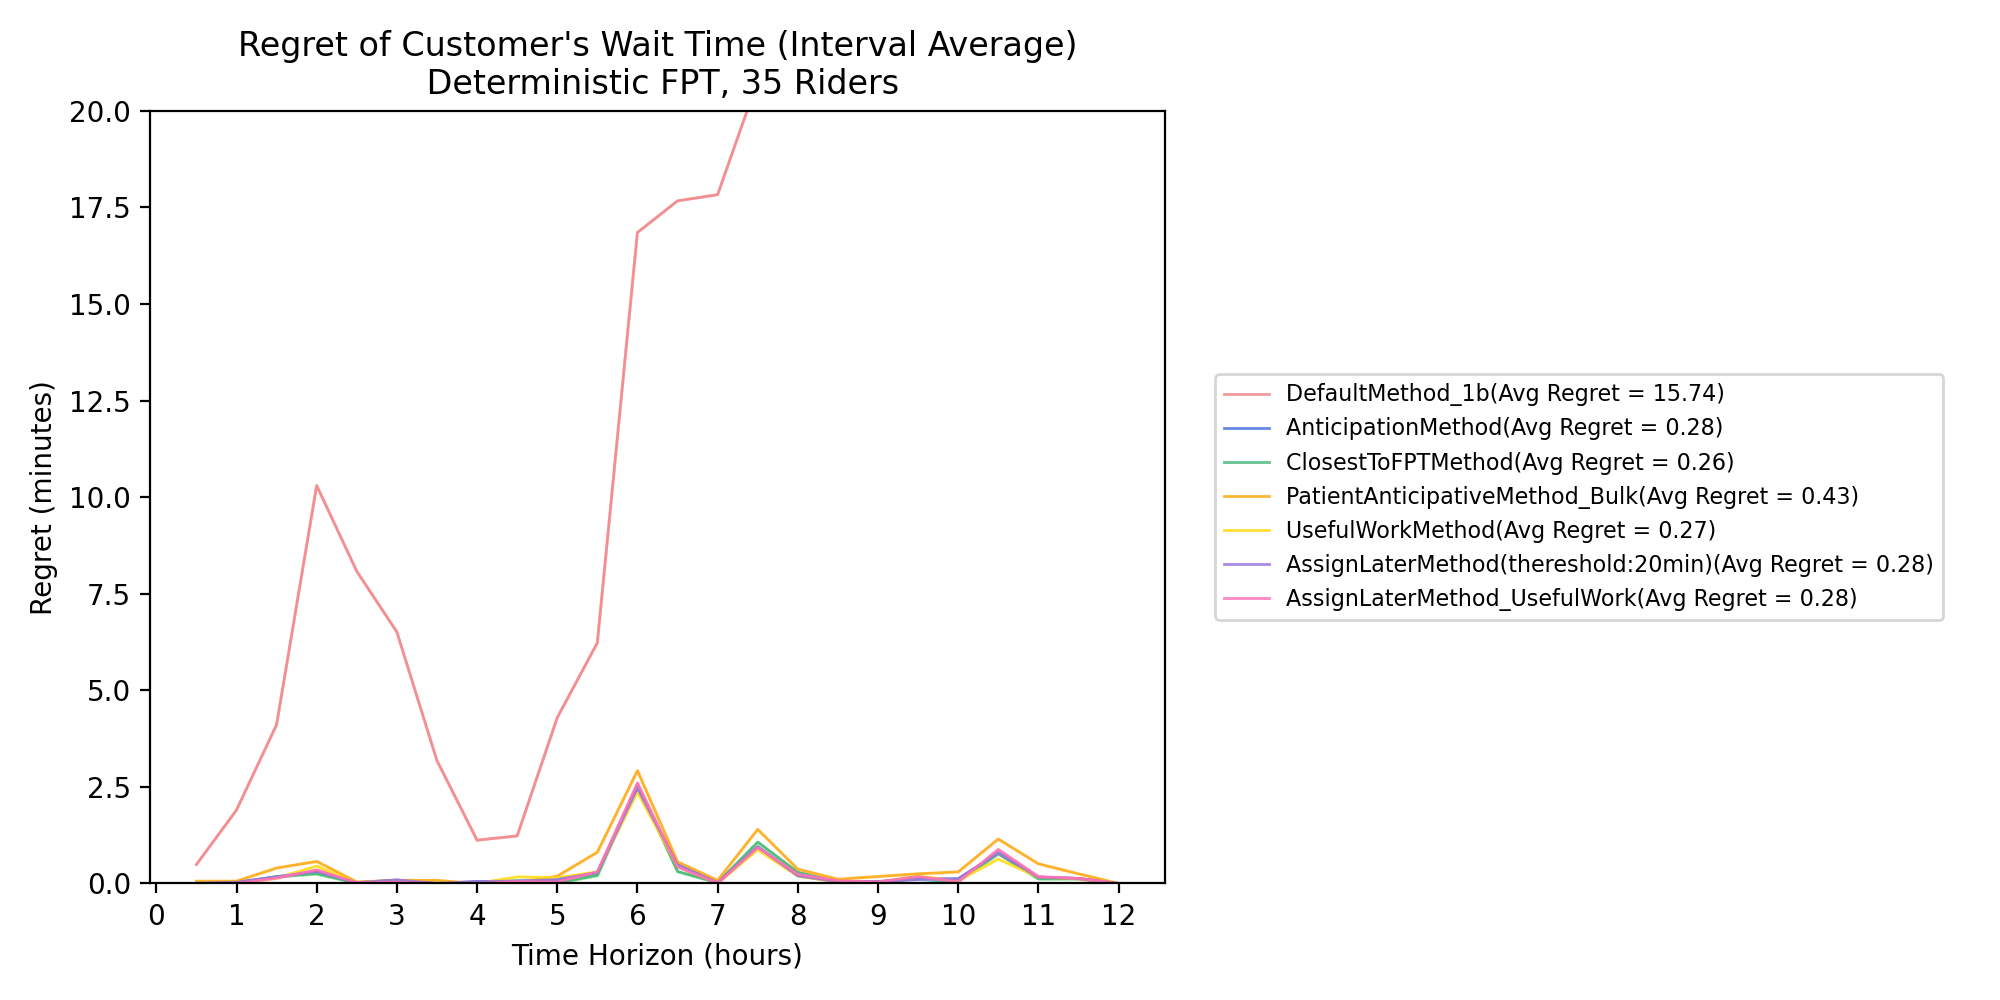 Regret of Customer's Wait Time (Interval Average)
Deterministic FPT, 35 Riders
20.0
17.5
15.0
12.5
10.0
7.5
5.0
2.5
0.0
Regret (minutes)
0 1 2 3 4 5 6 7 8 9 10 11 12
Time Horizon (hours)
DefaultMethod_1b(Avg Regret = 15.74)
AnticipationMethod(Avg Regret = 0.28)
ClosestToFPTMethod(Avg Regret = 0.26)
PatientAnticipativeMethod_Bulk(Avg Regret = 0.43)
UsefulWorkMethod(Avg Regret = 0.27)
AssignLaterMethod(thereshold:20min)(Avg Regret = 0.28)
AssignLaterMethod_UsefulWork(Avg Regret = 0.28)